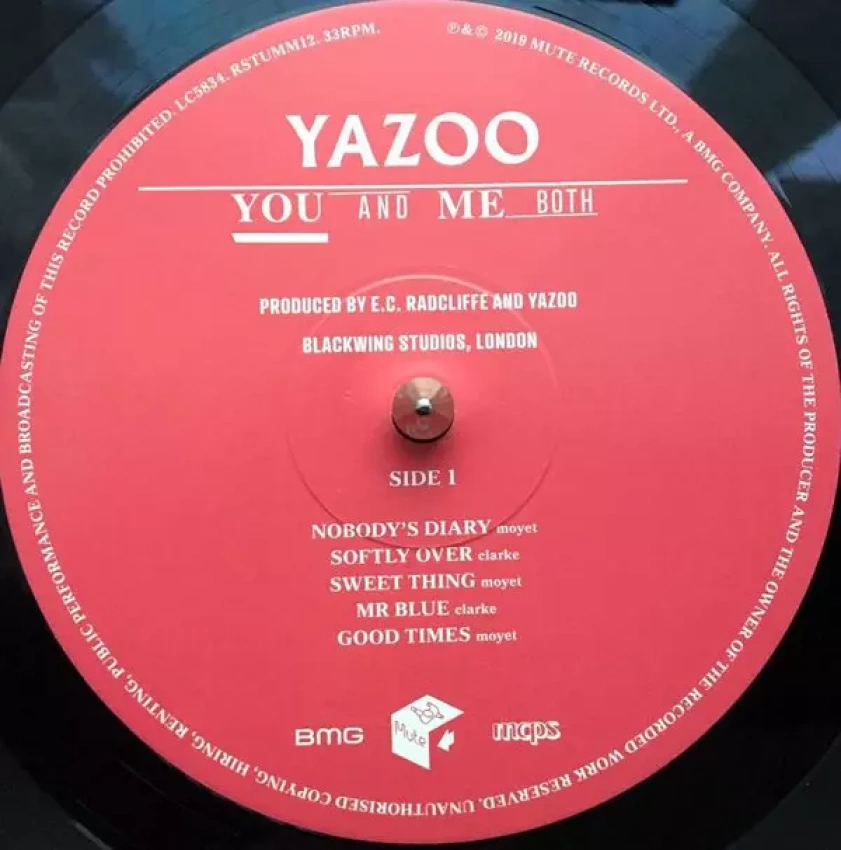 YAZOO
YOU AND ME BOTH
PRODUCED BY E.C. RADCLIFFE AND YAZOO
BLACKWING STUDIOS, LONDON
SIDE 1
NOBODY'S DIARY moyet
SOFTLY OVER clarke
SWEET THING moyet
MR BLUE clarke
GOOD TIMES moyet
BMG Mute mcps
℗&© 2019 MUTE RECORDS LTD., A BMG COMPANY. ALL RIGHTS OF THE PRODUCER AND THE OWNER OF THE RECORDED WORK RESERVED. UNAUTHORISED COPYING, HIRING, RENTING, PUBLIC PERFORMANCE AND BROADCASTING OF THIS RECORD PROHIBITED. LC5834. RSTUMM12. 33RPM.